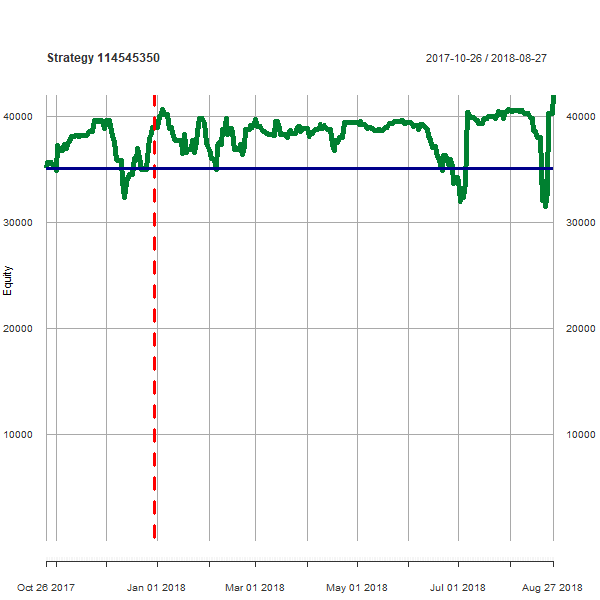 Strategy 114545350
2017-10-26 / 2018-08-27
40000
40000
30000
30000
Equity
20000
20000
10000
10000
Oct 26 2017
Jan 01 2018
Mar 01 2018
May 01 2018
Jul 01 2018
Aug 27 2018